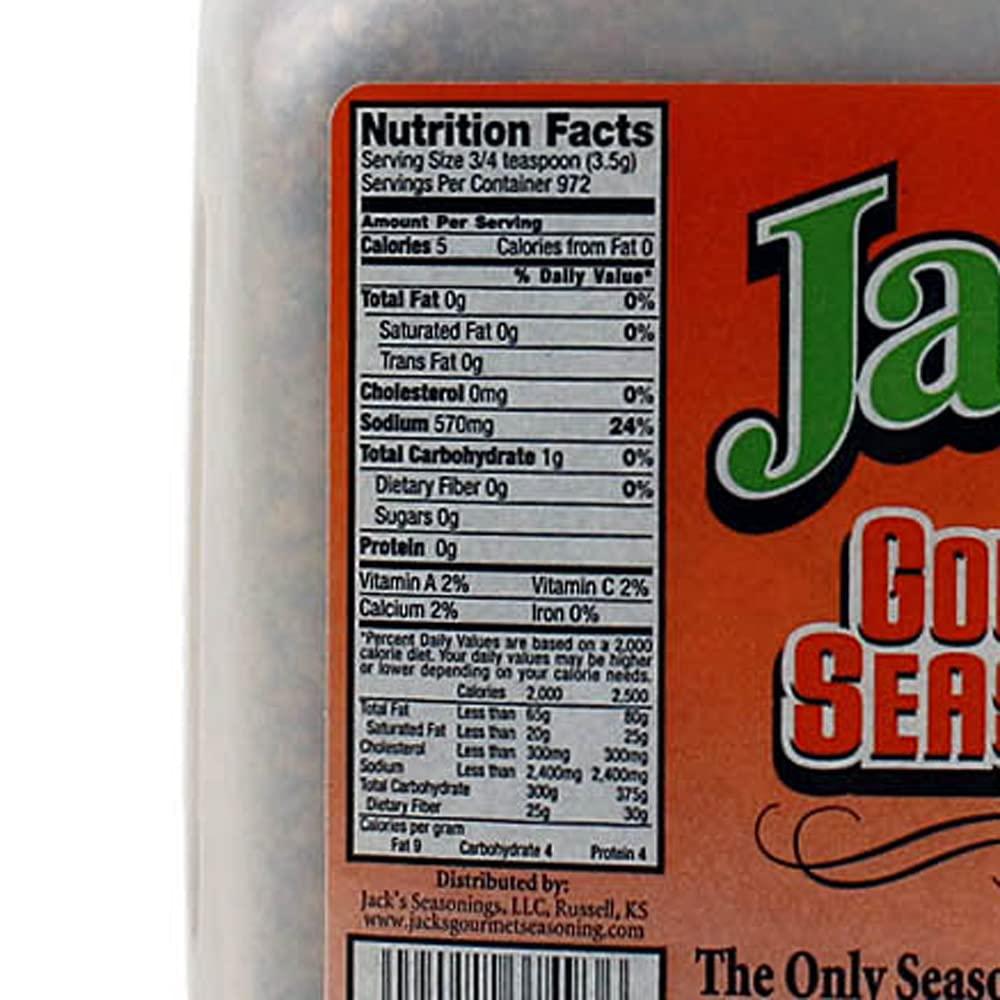 Nutrition Facts
Serving Size 3/4 teaspoon (3.5g)
Servings Per Container 972
Amount Per Serving
Calories 5 Calories from Fat 0
% Daily Value*
Total Fat 0g 0%
Saturated Fat 0g 0%
Trans Fat 0g
Cholesterol 0mg 0%
Sodium 570mg 24%
Total Carbohydrate 1g 0%
Dietary Fiber 0g 0%
Sugars 0g
Protein 0g
Vitamin A 2% Vitamin C 2%
Calcium 2% Iron 0%
*Percent Daily Values are based on a 2,000
calorie diet. Your daily values may be higher
or lower depending on your calorie needs.
Calories 2,000 2,500
Total Fat Less than 65g 80g
Saturated Fat Less than 20g 25g
Cholesterol Less than 300mg 300mg
Sodium Less than 2,400mg 2,400mg
Total Carbohydrate 300g 375g
Dietary Fiber 25g 30g
Calories per gram
Fat 9 Carbohydrate 4 Protein 4
Distributed by:
Jack's Seasonings, LLC, Russell, KS
www.jacksgourmetseasoning.com
Ja
Gou
Seas
The Only Seaso